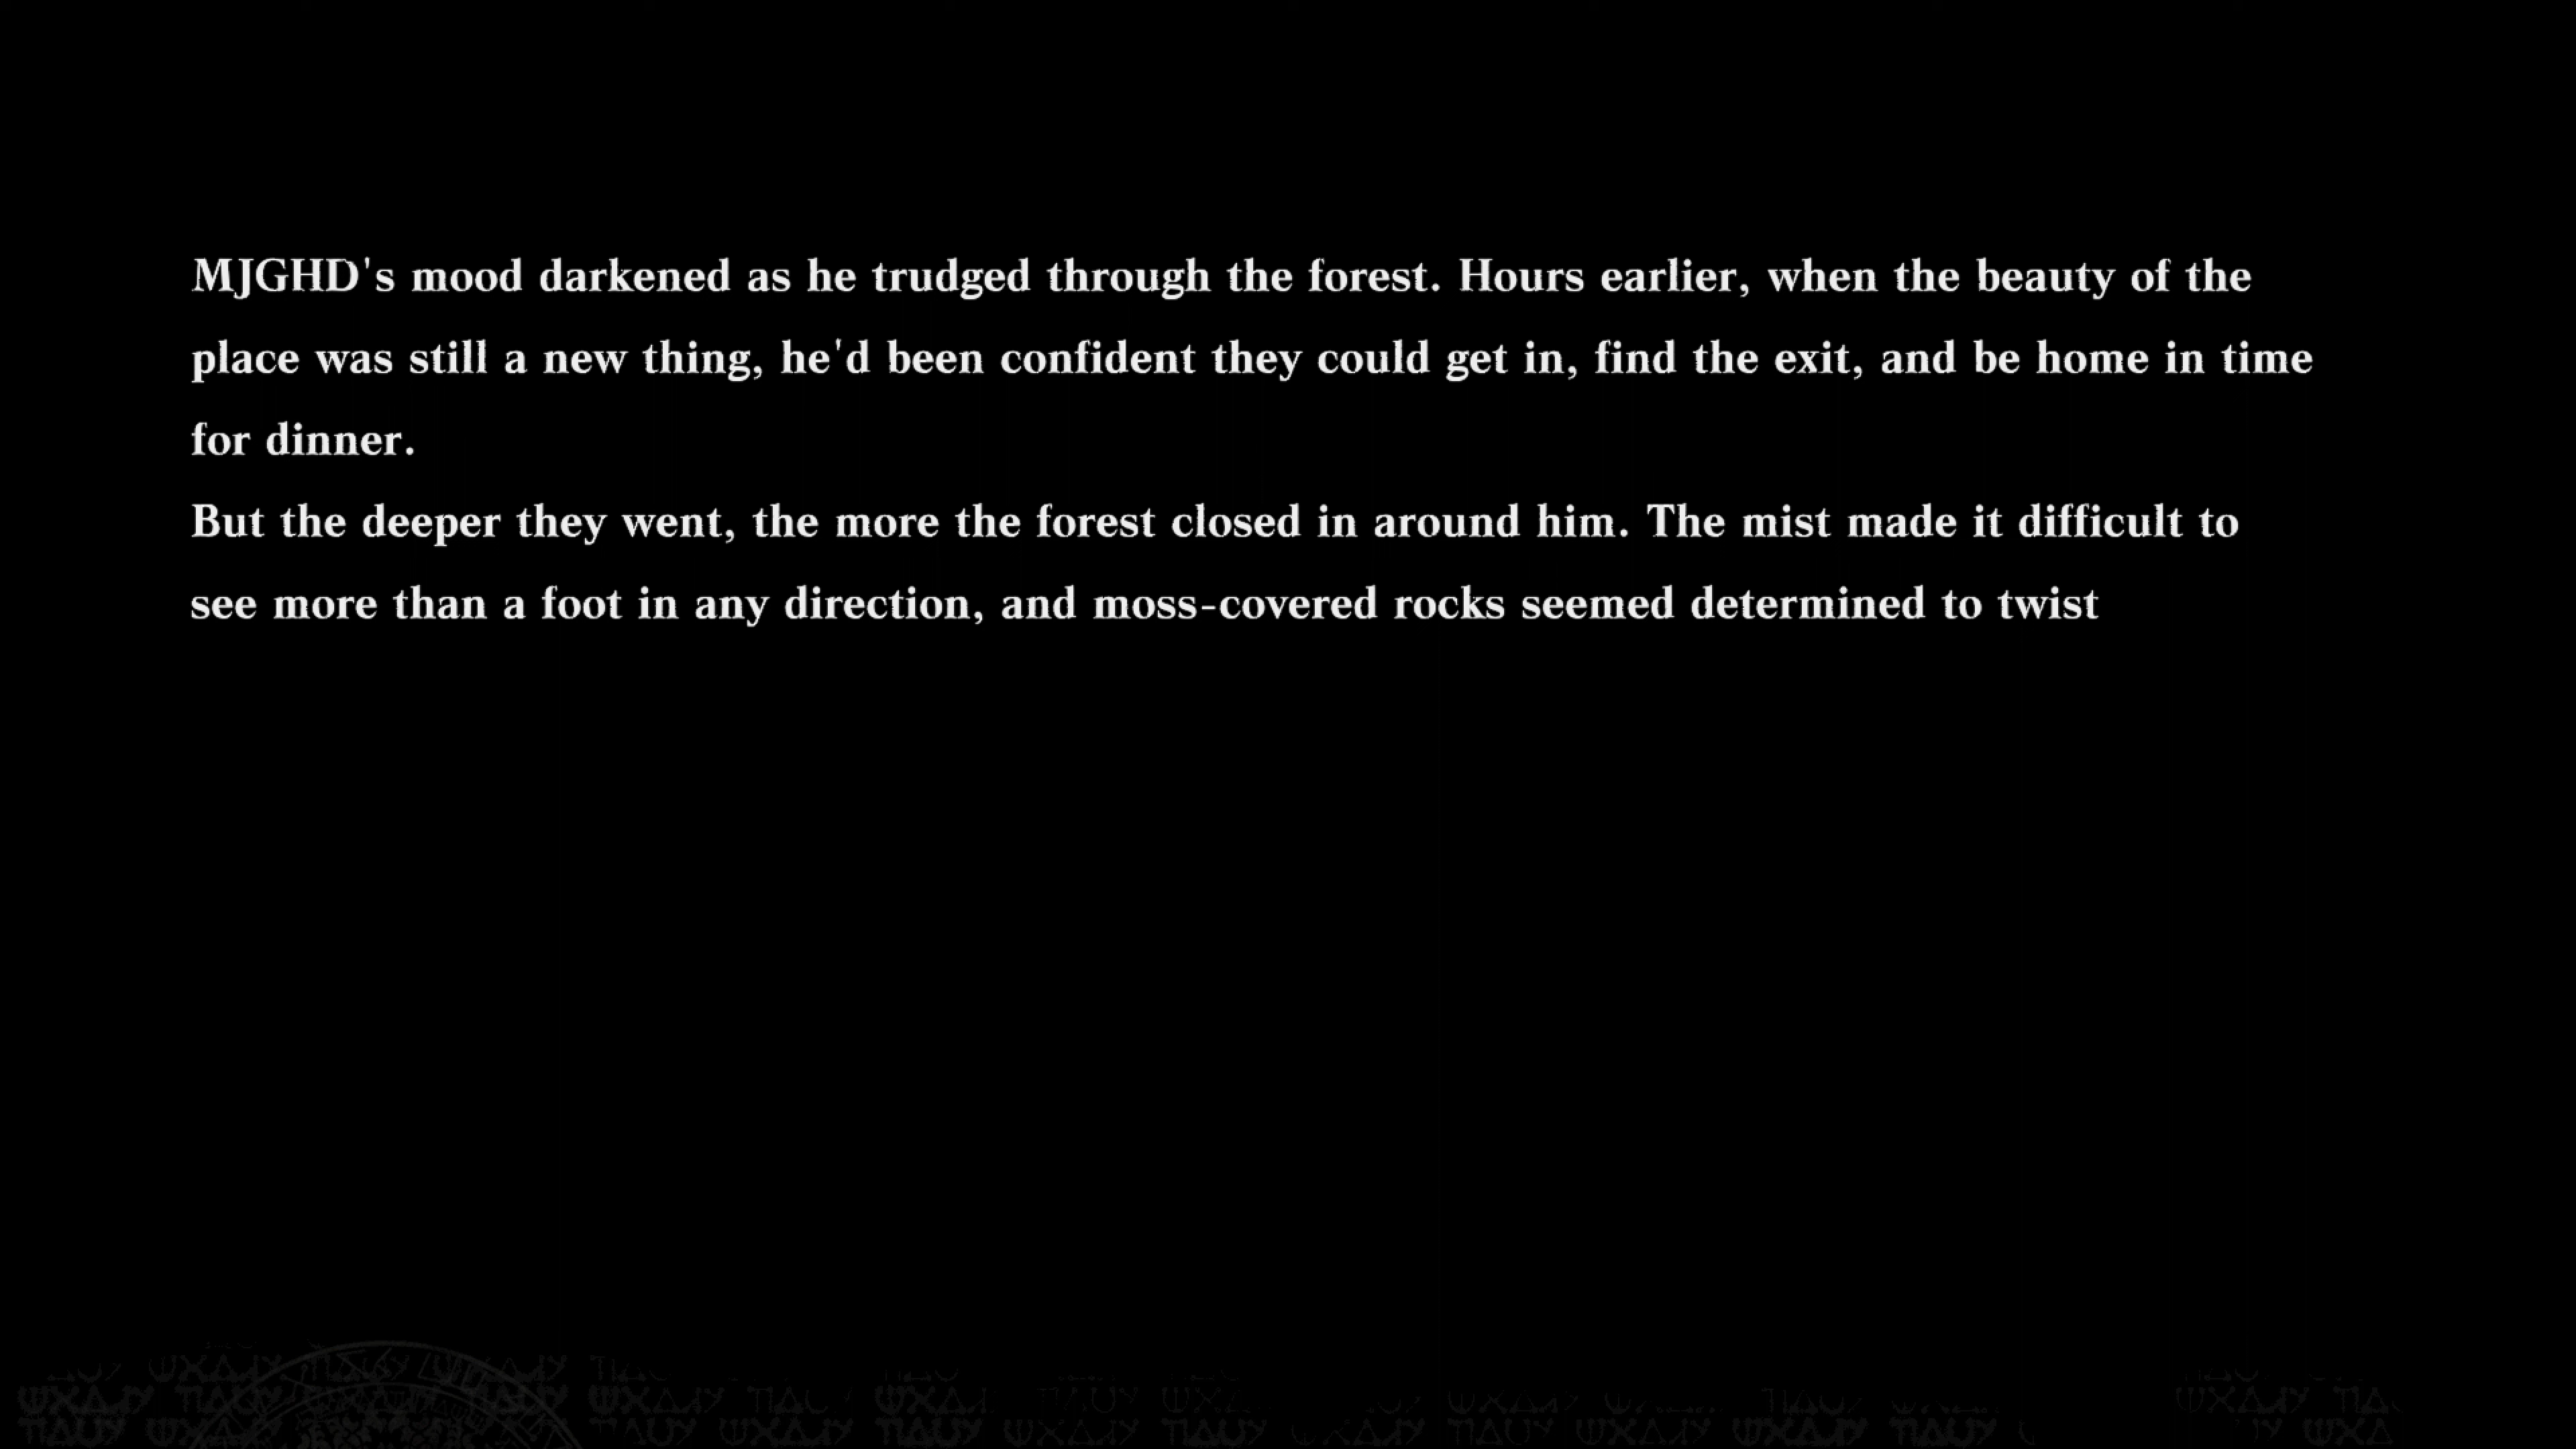 MJGHD's mood darkened as he trudged through the forest. Hours earlier, when the beauty of the
place was still a new thing, he'd been confident they could get in, find the exit, and be home in time
for dinner.
But the deeper they went, the more the forest closed in around him. The mist made it difficult to
see more than a foot in any direction, and moss-covered rocks seemed determined to twist